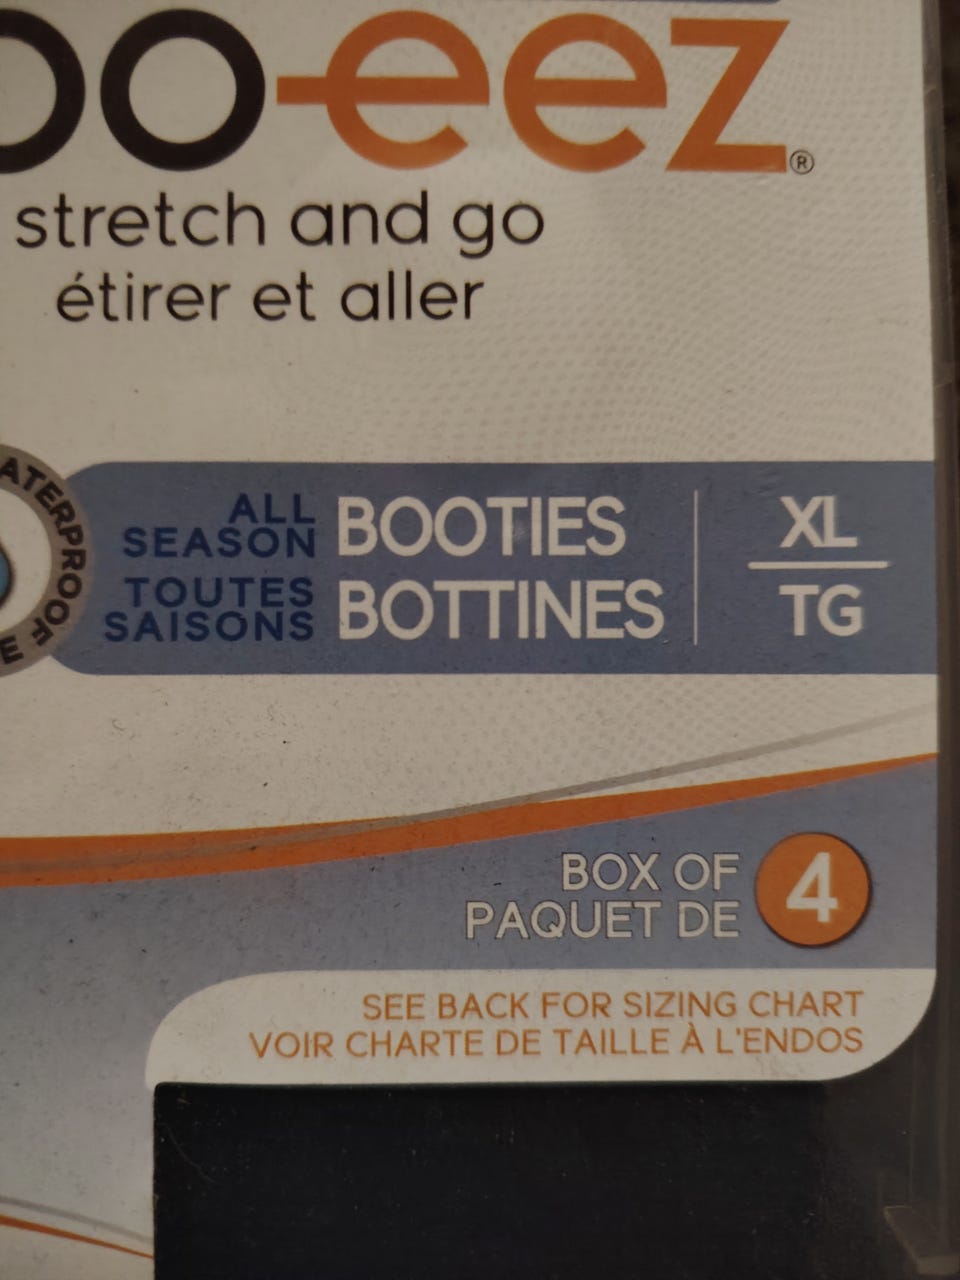 oo-eez®
stretch and go
étirer et aller
ATERPROOF
E
ALL SEASON BOOTIES
TOUTES SAISONS BOTTINES
XL
TG
BOX OF
PAQUET DE
4
SEE BACK FOR SIZING CHART
VOIR CHARTE DE TAILLE À L'ENDOS